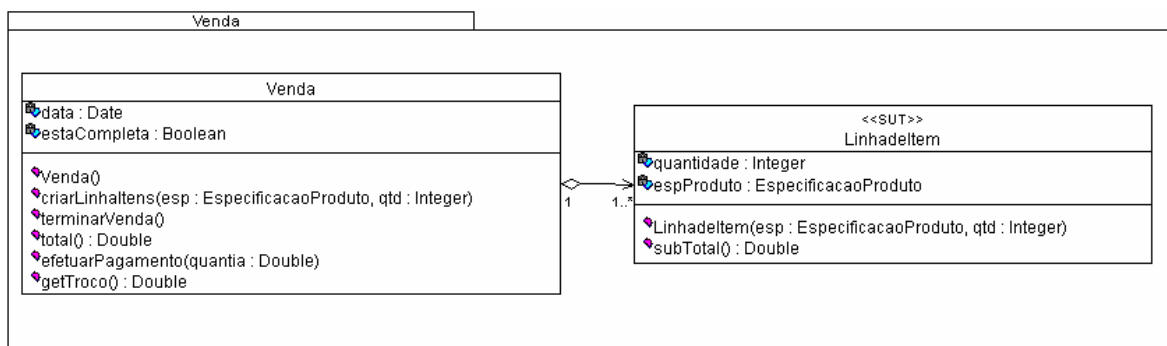 Venda
Venda
data : Date
estaCompleta : Boolean
Venda()
criarLinhaItens(esp : EspecificacaoProduto, qtd : Integer)
terminarVenda()
total() : Double
efetuarPagamento(quantia : Double)
getTroco() : Double
1
1..*
<<SUT>>
LinhadeItem
quantidade : Integer
espProduto : EspecificacaoProduto
LinhadeItem(esp : EspecificacaoProduto, qtd : Integer)
subTotal() : Double